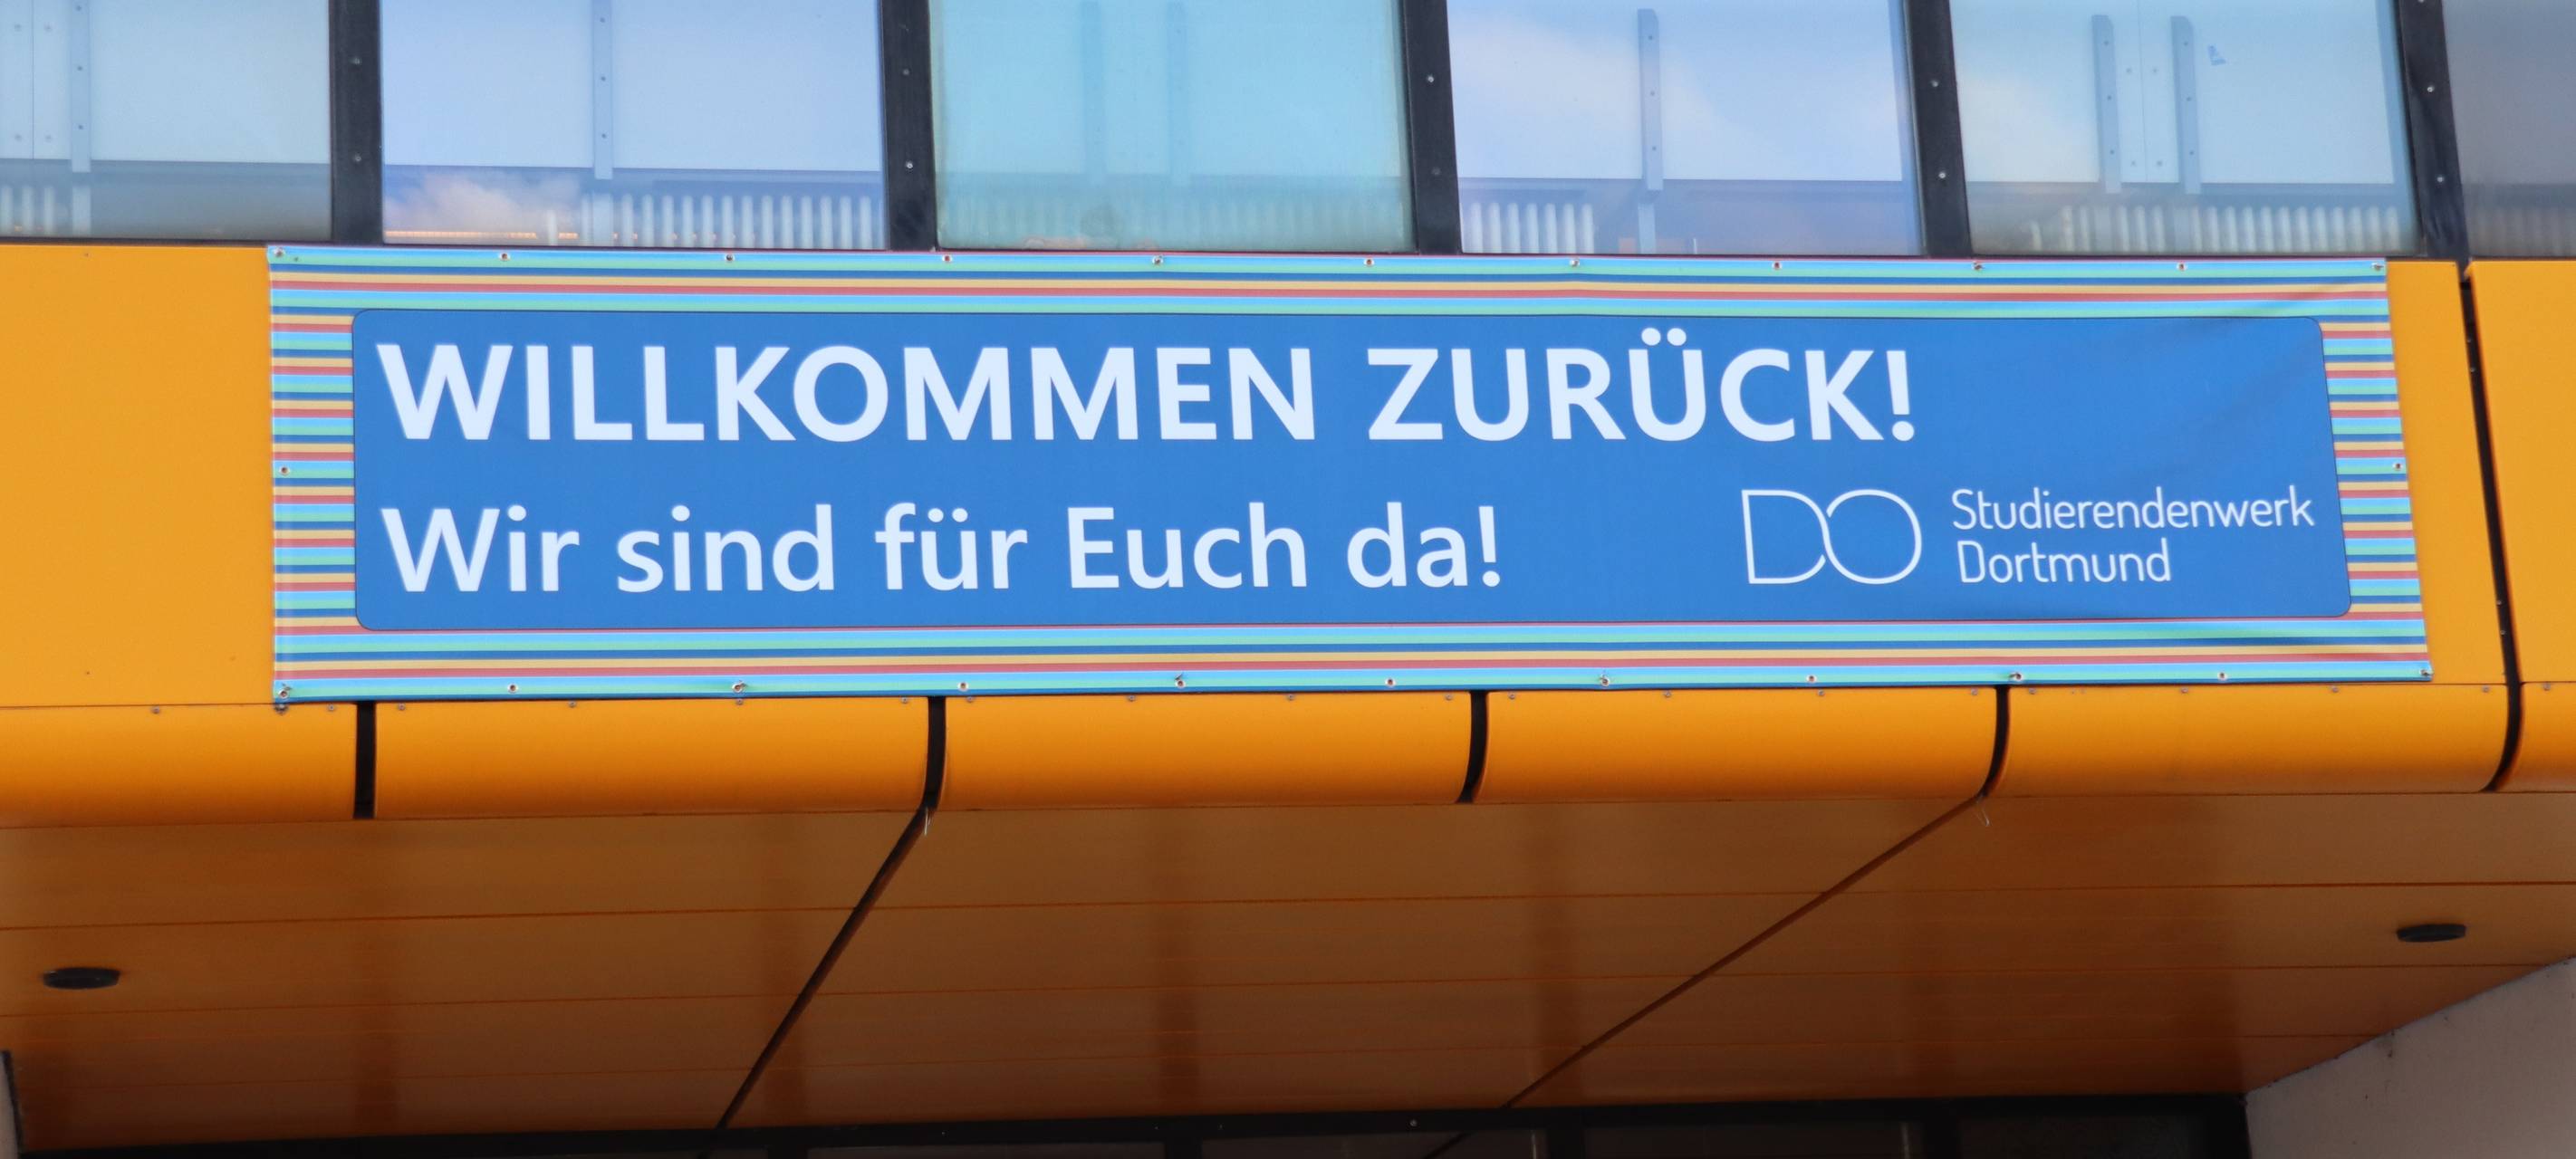 WILLKOMMEN ZURÜCK!
Wir sind für Euch da!
DO
Studierendenwerk
Dortmund